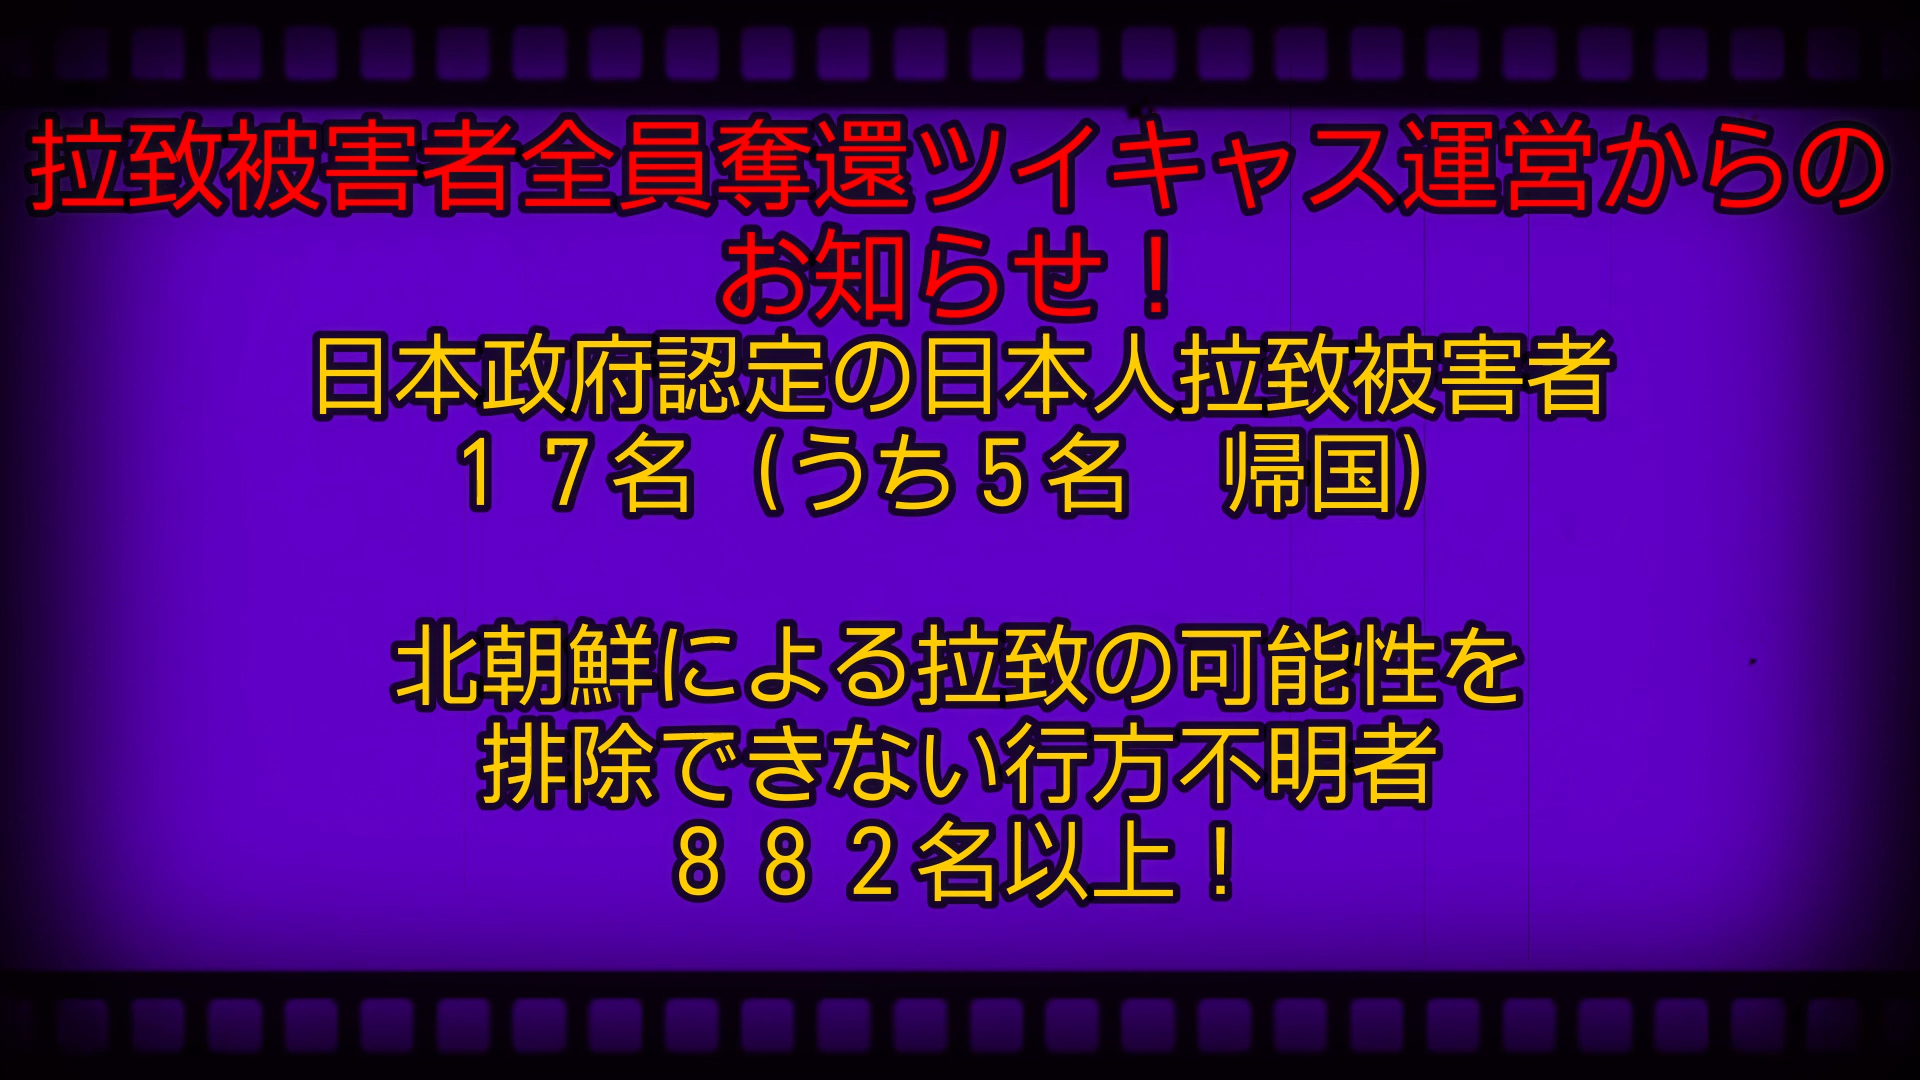 拉致被害者全員奪還ツイキャス運営からの
お知らせ！
日本政府認定の日本人拉致被害者
１７名（うち５名　帰国）
北朝鮮による拉致の可能性を
排除できない行方不明者
８８２名以上！